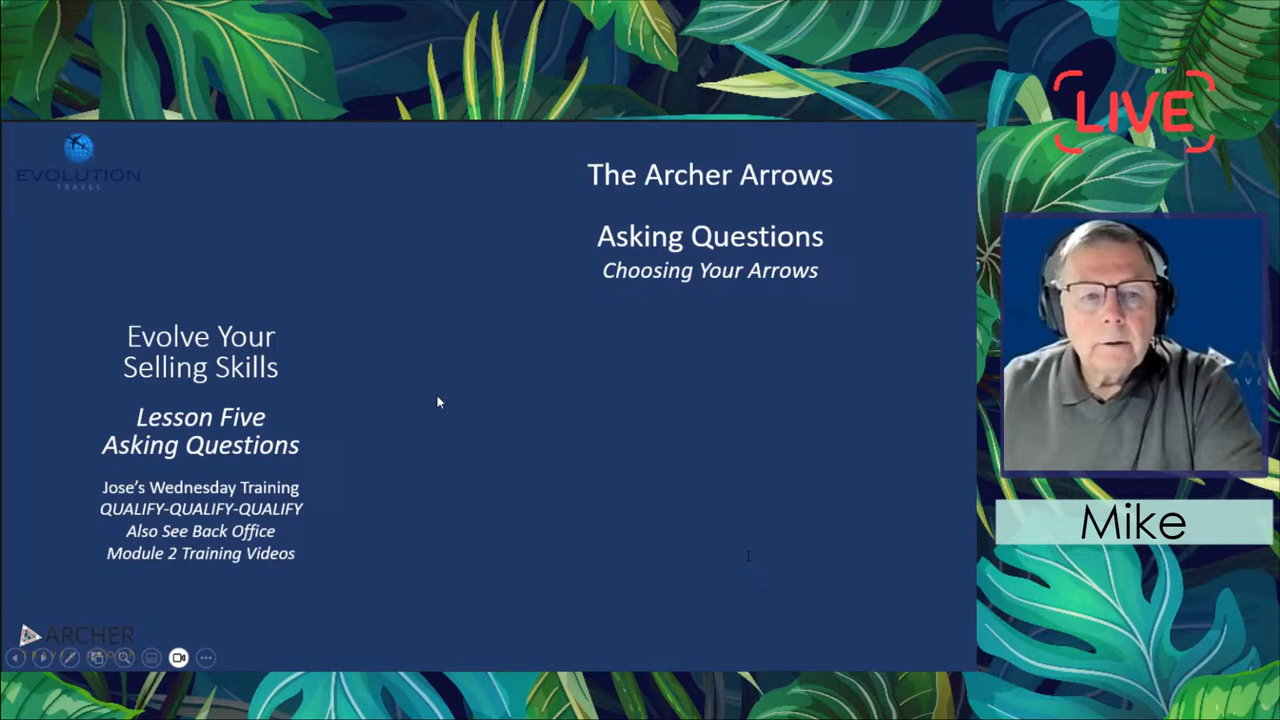 LIVE
EVOLUTION
TRAVEL
The Archer Arrows
Asking Questions
Choosing Your Arrows
Evolve Your
Selling Skills
Lesson Five
Asking Questions
Jose’s Wednesday Training
QUALIFY-QUALIFY-QUALIFY
Also See Back Office
Module 2 Training Videos
Mike
ARCHER